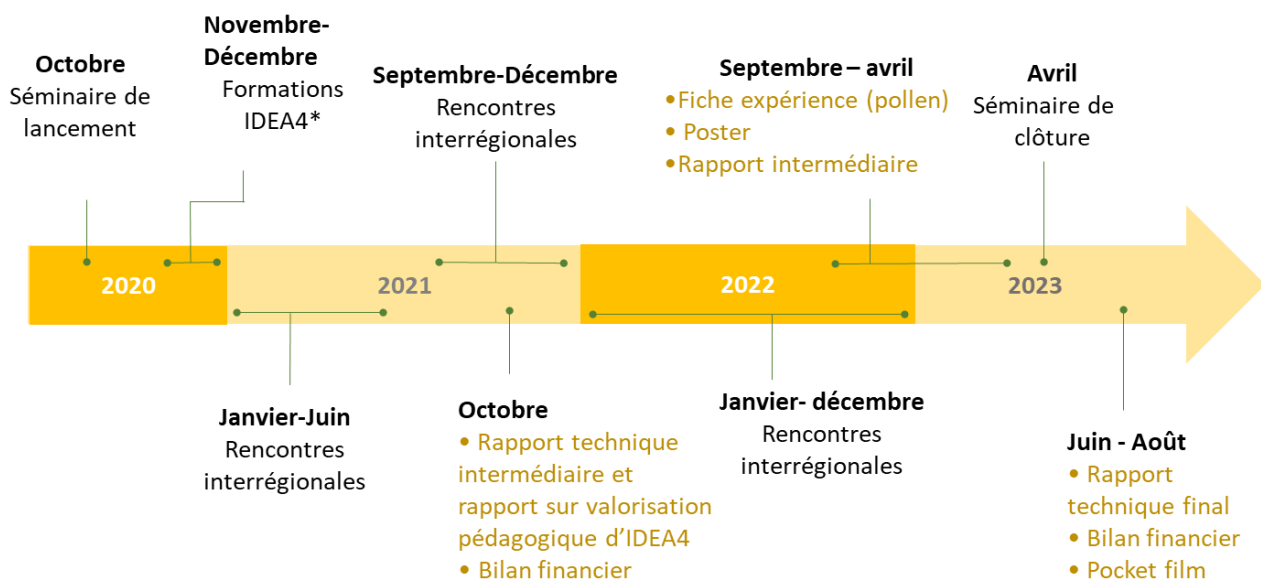 Octobre
Séminaire de
lancement
Novembre-
Décembre
Formations
IDEA4*
Septembre-Décembre
Rencontres
interrégionales
Septembre – avril
•Fiche expérience (pollen)
• Poster
•Rapport intermédiaire
Avril
Séminaire de
clôture
2020
2021
2022
2023
Janvier-Juin
Rencontres
interrégionales
Octobre
• Rapport technique
intermédiaire et
rapport sur valorisation
pédagogique d’IDEA4
• Bilan financier
Janvier- décembre
Rencontres
interrégionales
Juin - Août
• Rapport
technique final
• Bilan financier
• Pocket film